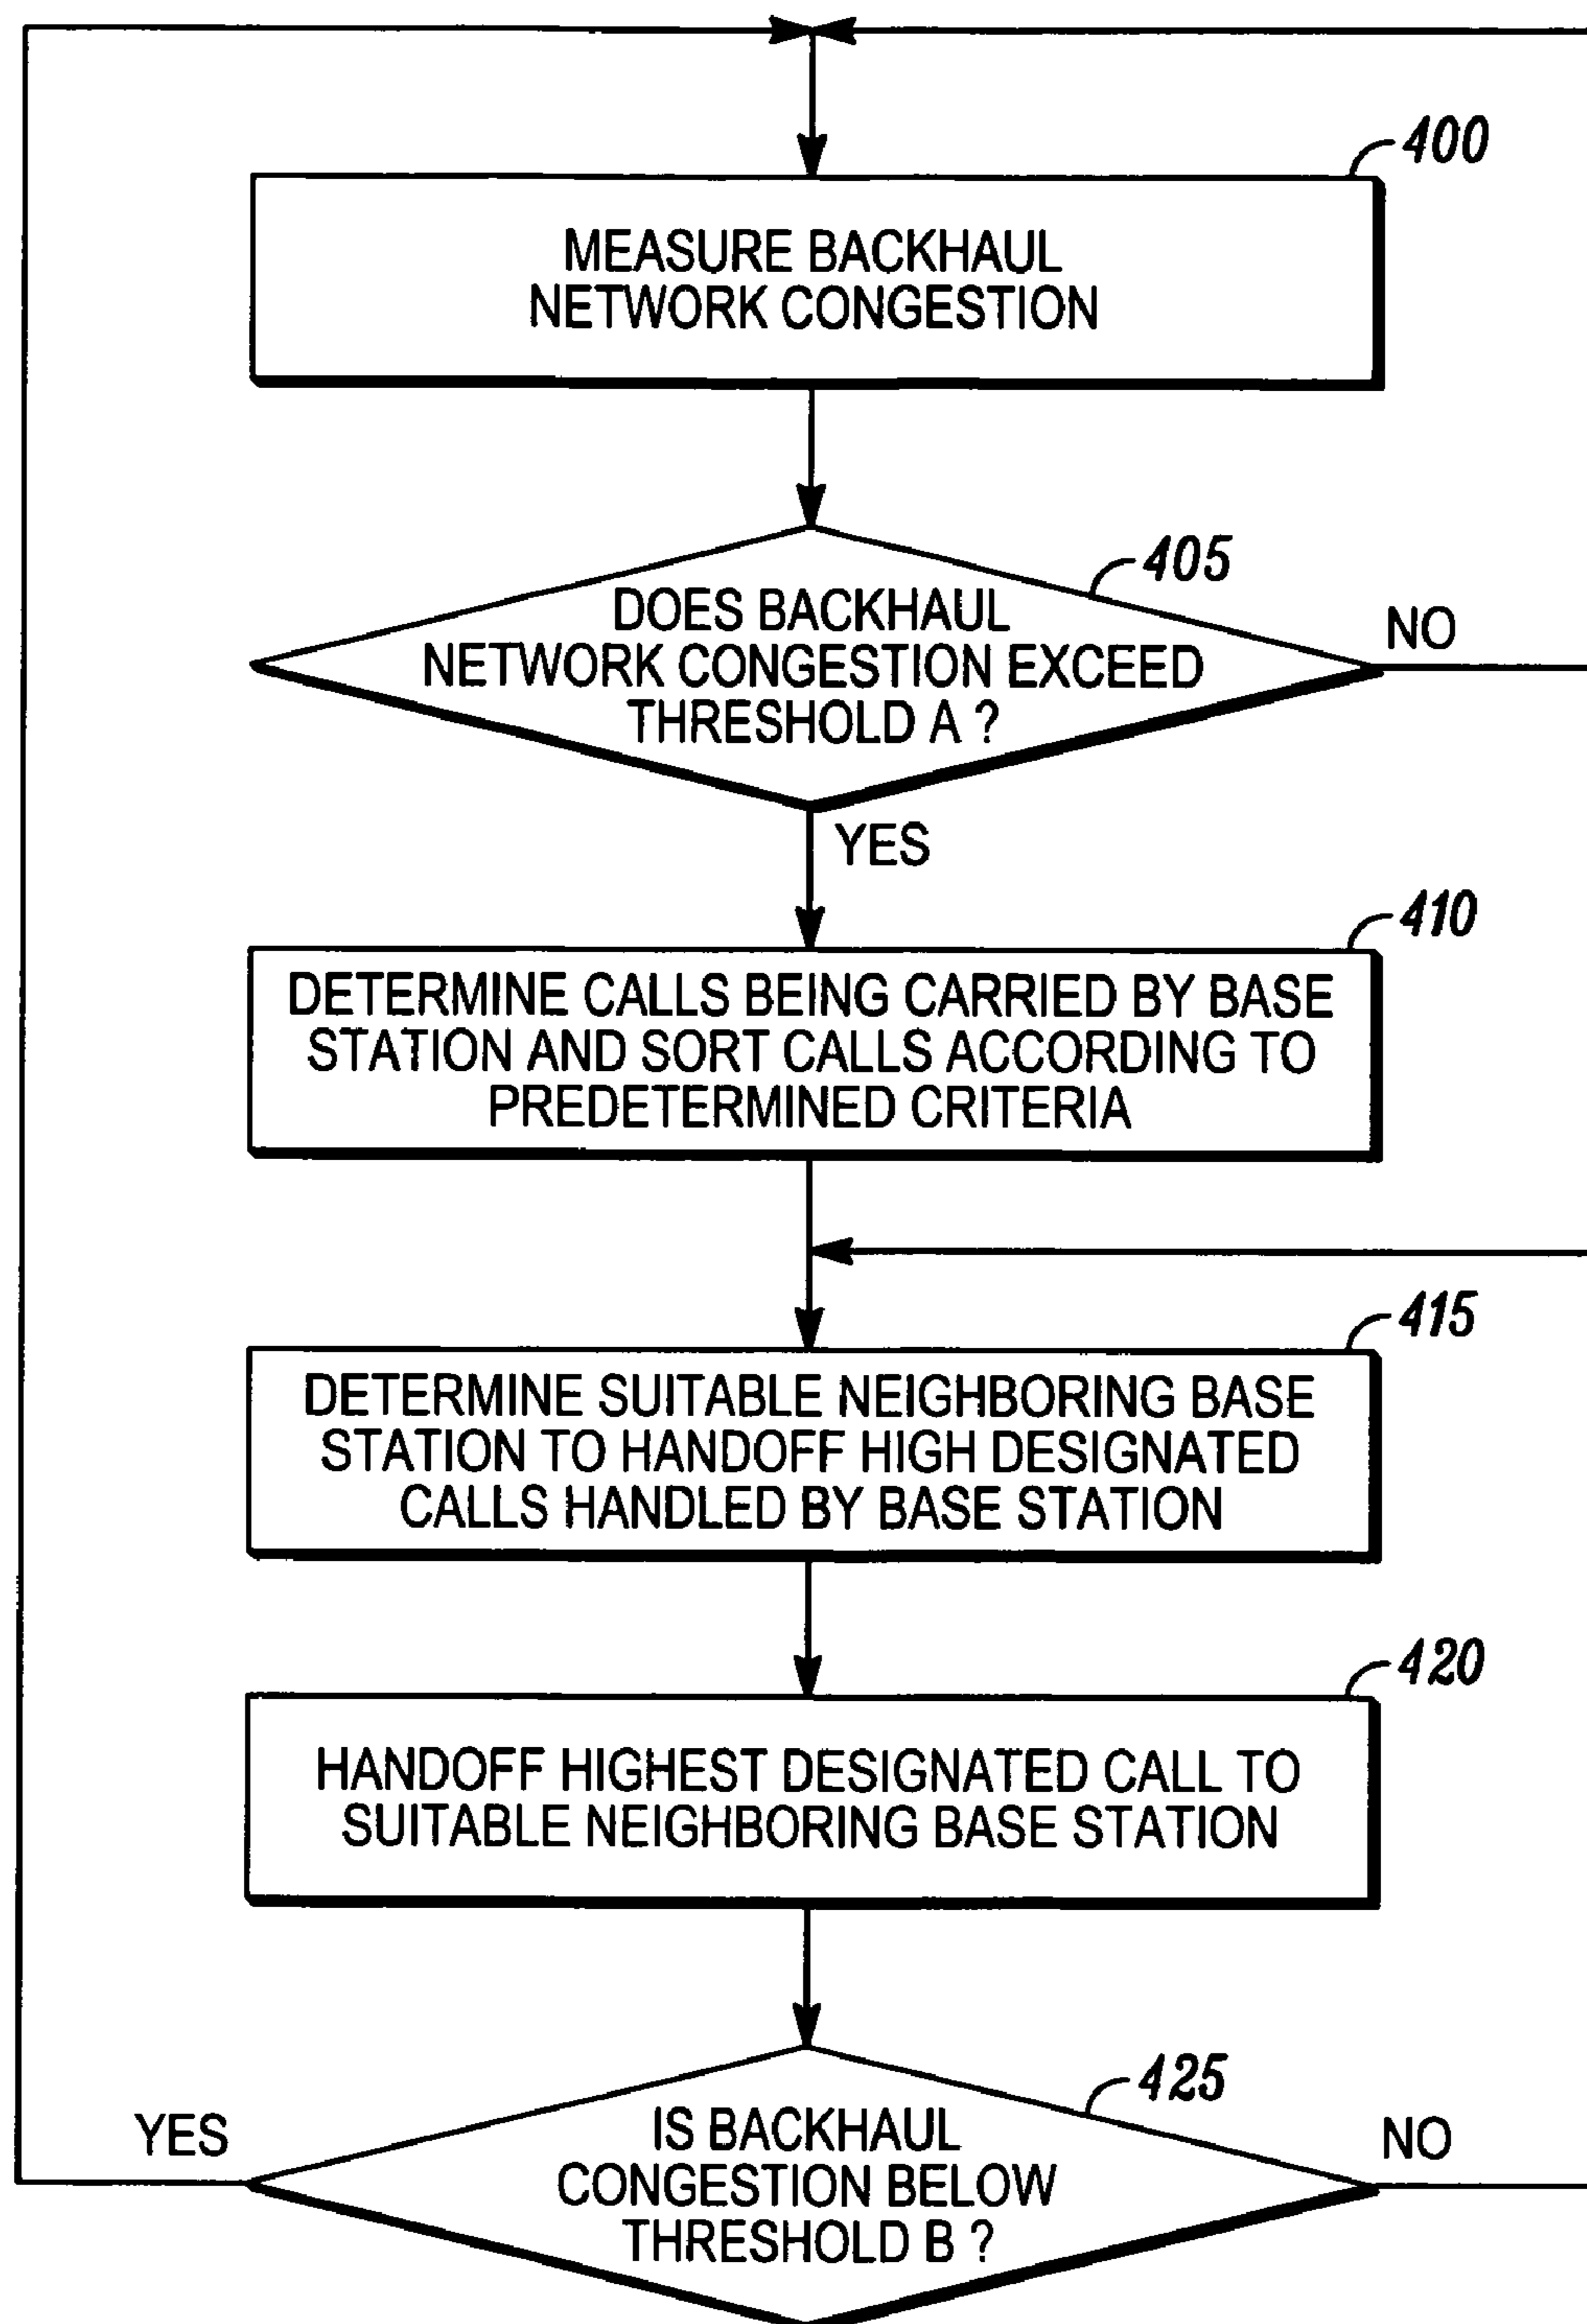 400
MEASURE BACKHAUL
NETWORK CONGESTION
405
DOES BACKHAUL
NETWORK CONGESTION EXCEED
THRESHOLD A ?
NO
YES
410
DETERMINE CALLS BEING CARRIED BY BASE
STATION AND SORT CALLS ACCORDING TO
PREDETERMINED CRITERIA
415
DETERMINE SUITABLE NEIGHBORING BASE
STATION TO HANDOFF HIGH DESIGNATED
CALLS HANDLED BY BASE STATION
420
HANDOFF HIGHEST DESIGNATED CALL TO
SUITABLE NEIGHBORING BASE STATION
425
YES
IS BACKHAUL
CONGESTION BELOW
THRESHOLD B ?
NO